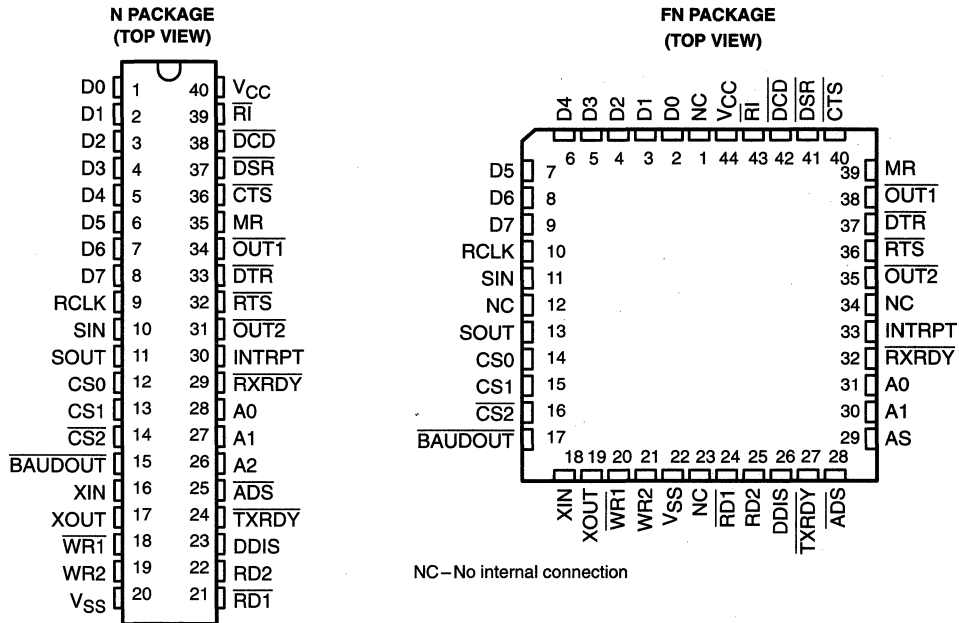 N PACKAGE
(TOP VIEW)
D0 1 40 VCC
D1 2 39 RI
D2 3 38 DCD
D3 4 37 DSR
D4 5 36 CTS
D5 6 35 MR
D6 7 34 OUT1
D7 8 33 DTR
RCLK 9 32 RTS
SIN 10 31 OUT2
SOUT 11 30 INTRPT
CS0 12 29 RXRDY
CS1 13 28 A0
CS2 14 27 A1
BAUDOUT 15 26 A2
XIN 16 25 ADS
XOUT 17 24 TXRDY
WR1 18 23 DDIS
WR2 19 22 RD2
VSS 20 21 RD1
FN PACKAGE
(TOP VIEW)
D4 D3 D2 D1 D0 NC VCC RI DCD DSR CTS
6 5 4 3 2 1 44 43 42 41 40
D5 7 39 MR
D6 8 38 OUT1
D7 9 37 DTR
RCLK 10 36 RTS
SIN 11 35 OUT2
NC 12 34 NC
SOUT 13 33 INTRPT
CS0 14 32 RXRDY
CS1 15 31 A0
CS2 16 30 A1
BAUDOUT 17 29 AS
18 19 20 21 22 23 24 25 26 27 28
XIN XOUT WR1 WR2 VSS NC RD1 RD2 DDIS TXRDY ADS
NC–No internal connection